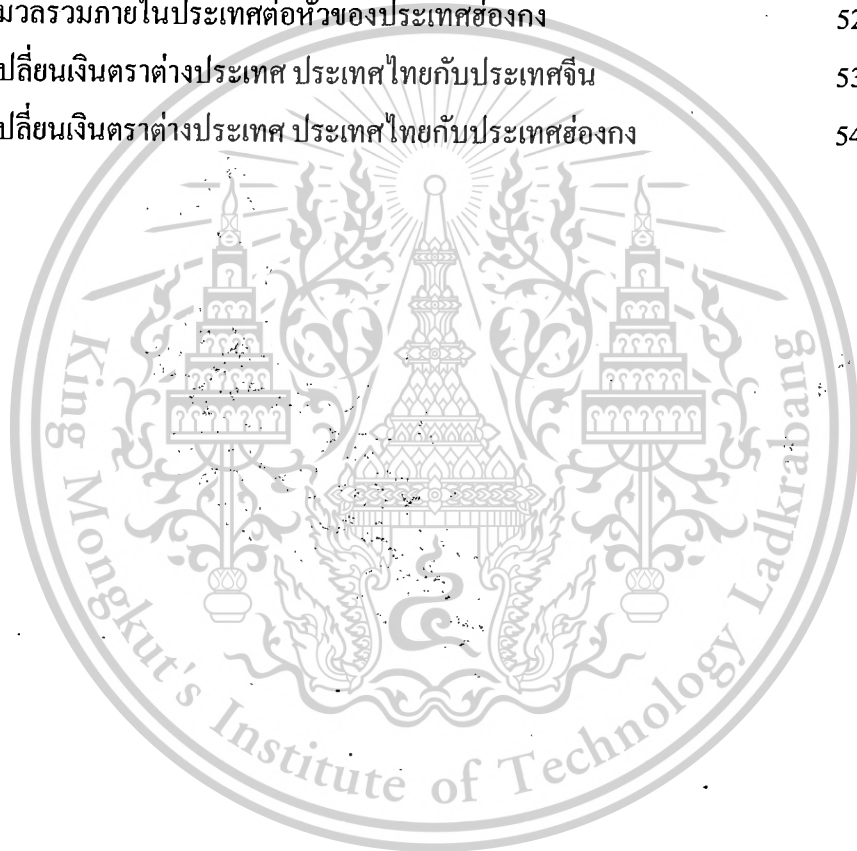 มวลรวมภายในประเทศต่อหัวของประเทศฮ่องกง 52
ปลี่ยนเงินตราต่างประเทศ ประเทศไทยกับประเทศจีน 53
ปลี่ยนเงินตราต่างประเทศ ประเทศไทยกับประเทศฮ่องกง 54
King Mongkut's Institute of Technology Ladkrabang